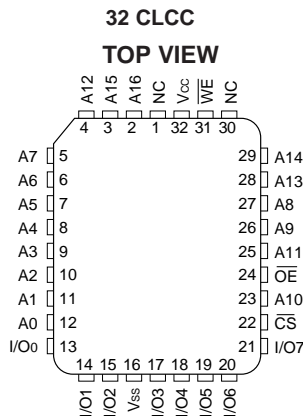 32 CLCC
TOP VIEW
A12 A15 A16 NC Vcc W̅E̅ NC
4 3 2 1 32 31 30
A7 5 29 A14
A6 6 28 A13
A5 7 27 A8
A4 8 26 A9
A3 9 25 A11
A2 10 24 O̅E̅
A1 11 23 A10
A0 12 22 C̅S̅
I/O0 13 21 I/O7
14 15 16 17 18 19 20
I/O1 I/O2 Vss I/O3 I/O4 I/O5 I/O6